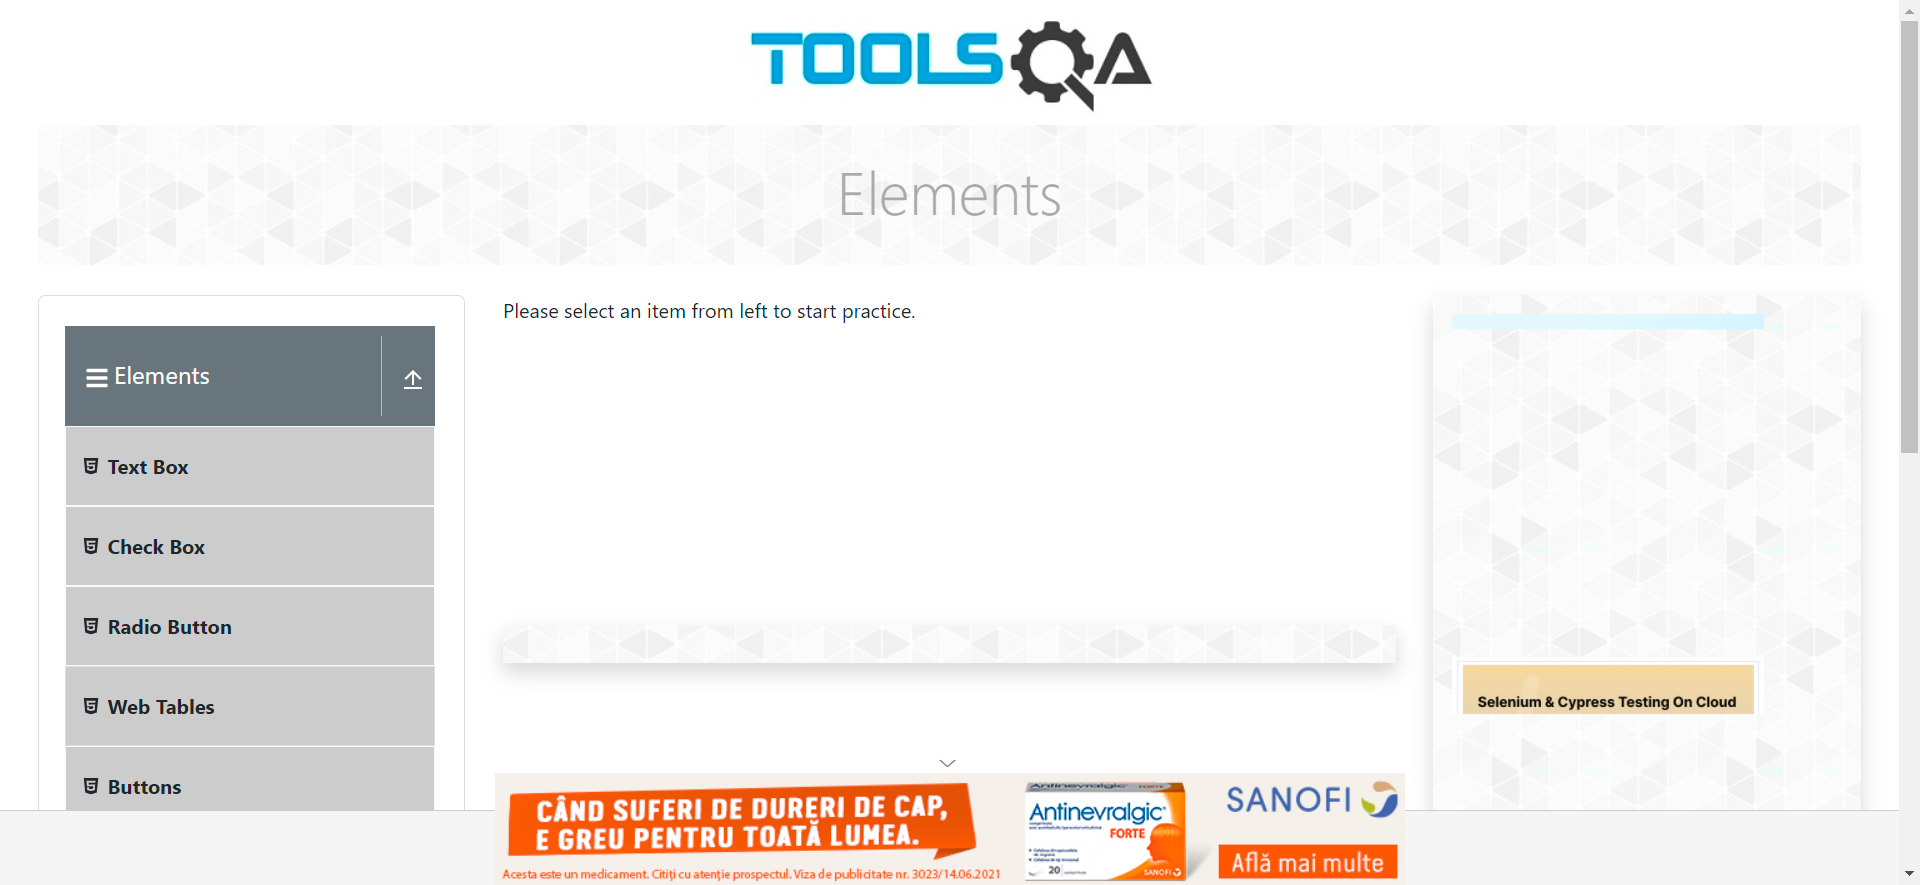 TOOLSQA
Elements
Elements
Text Box
Check Box
Radio Button
Web Tables
Buttons
Please select an item from left to start practice.
Selenium & Cypress Testing On Cloud
CÂND SUFERI DE DURERI DE CAP,
E GREU PENTRU TOATĂ LUMEA.
Acesta este un medicament. Citiți cu atenție prospectul. Viza de publicitate nr. 3023/14.06.2021
Antinevralgic FORTE
Antinevralgic®
FORTE
20
SANOFI
SANOFI
Află mai multe